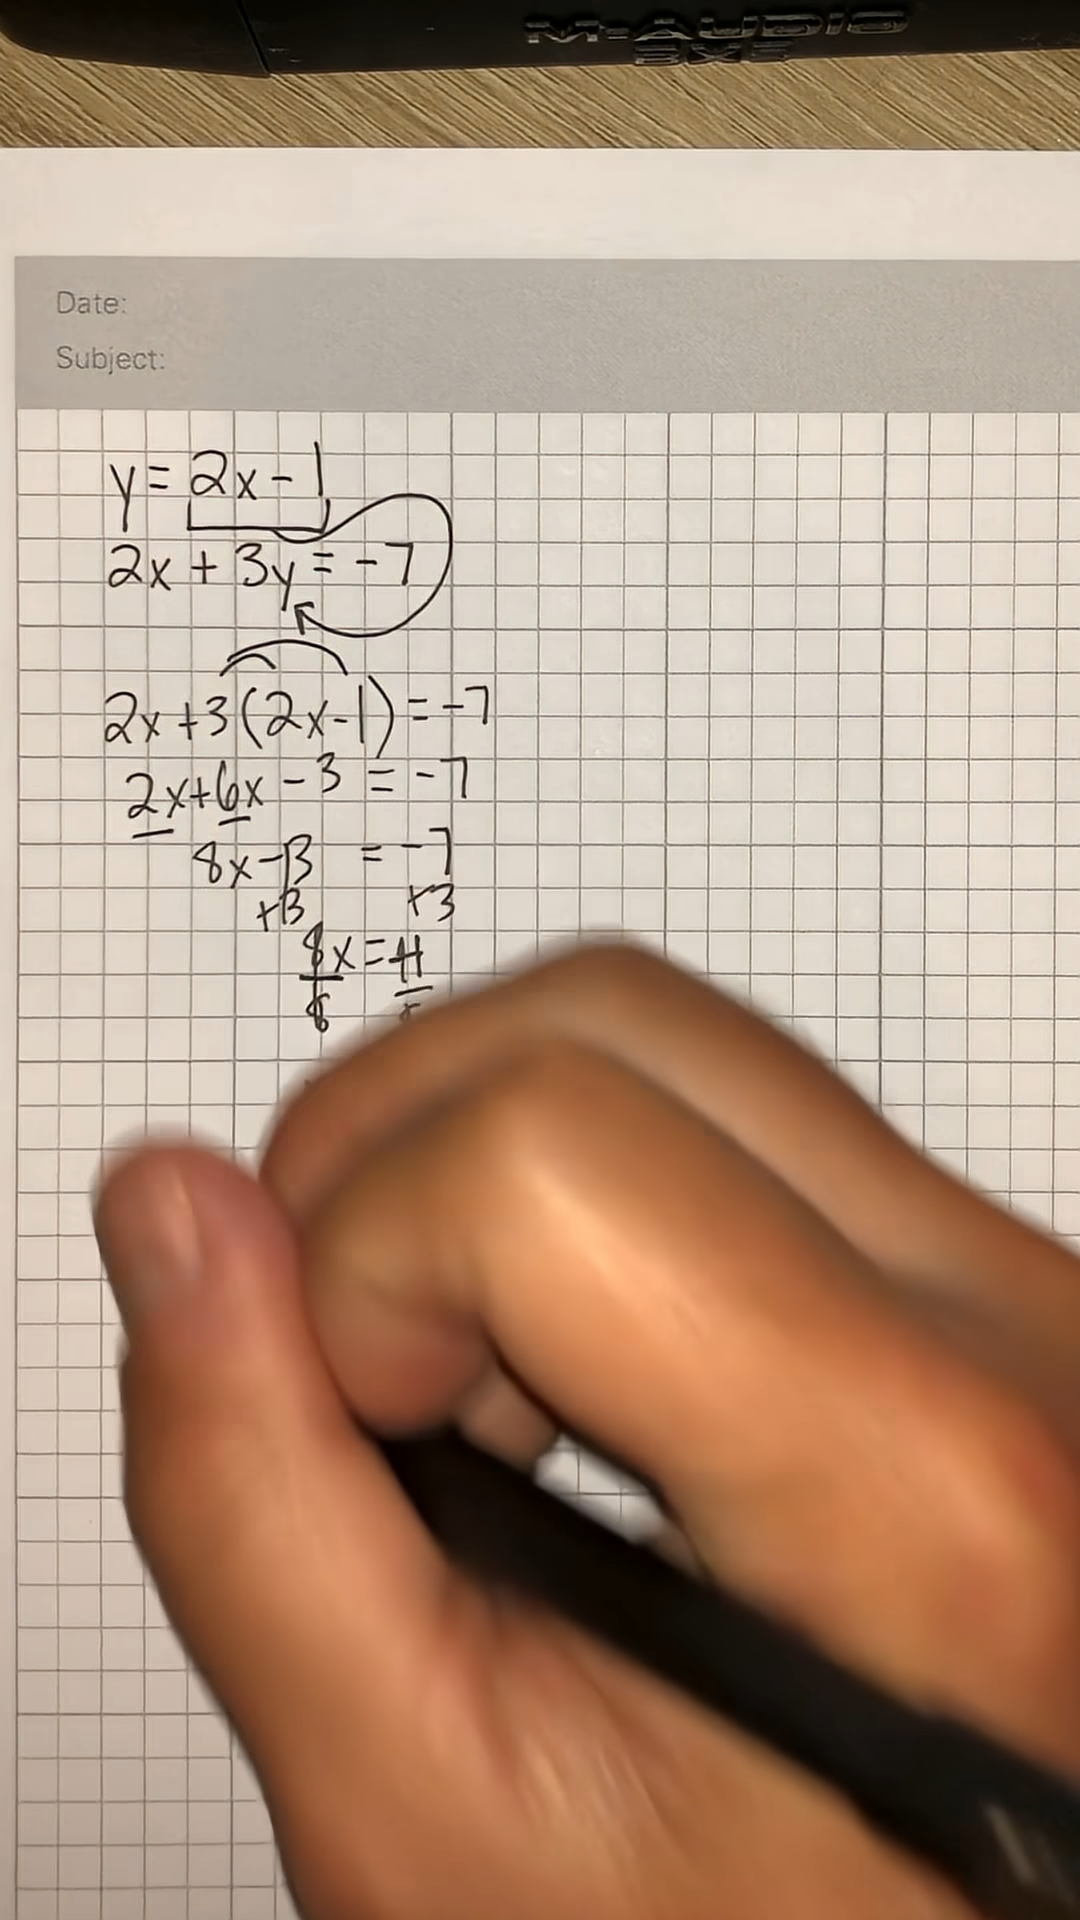 M-AUDIO
Date:
Subject:
y = 2x - 1
2x + 3y = -7
2x + 3(2x - 1) = -7
2x + 6x - 3 = -7
8x - 3 = -7
+3 +3
8x =
8